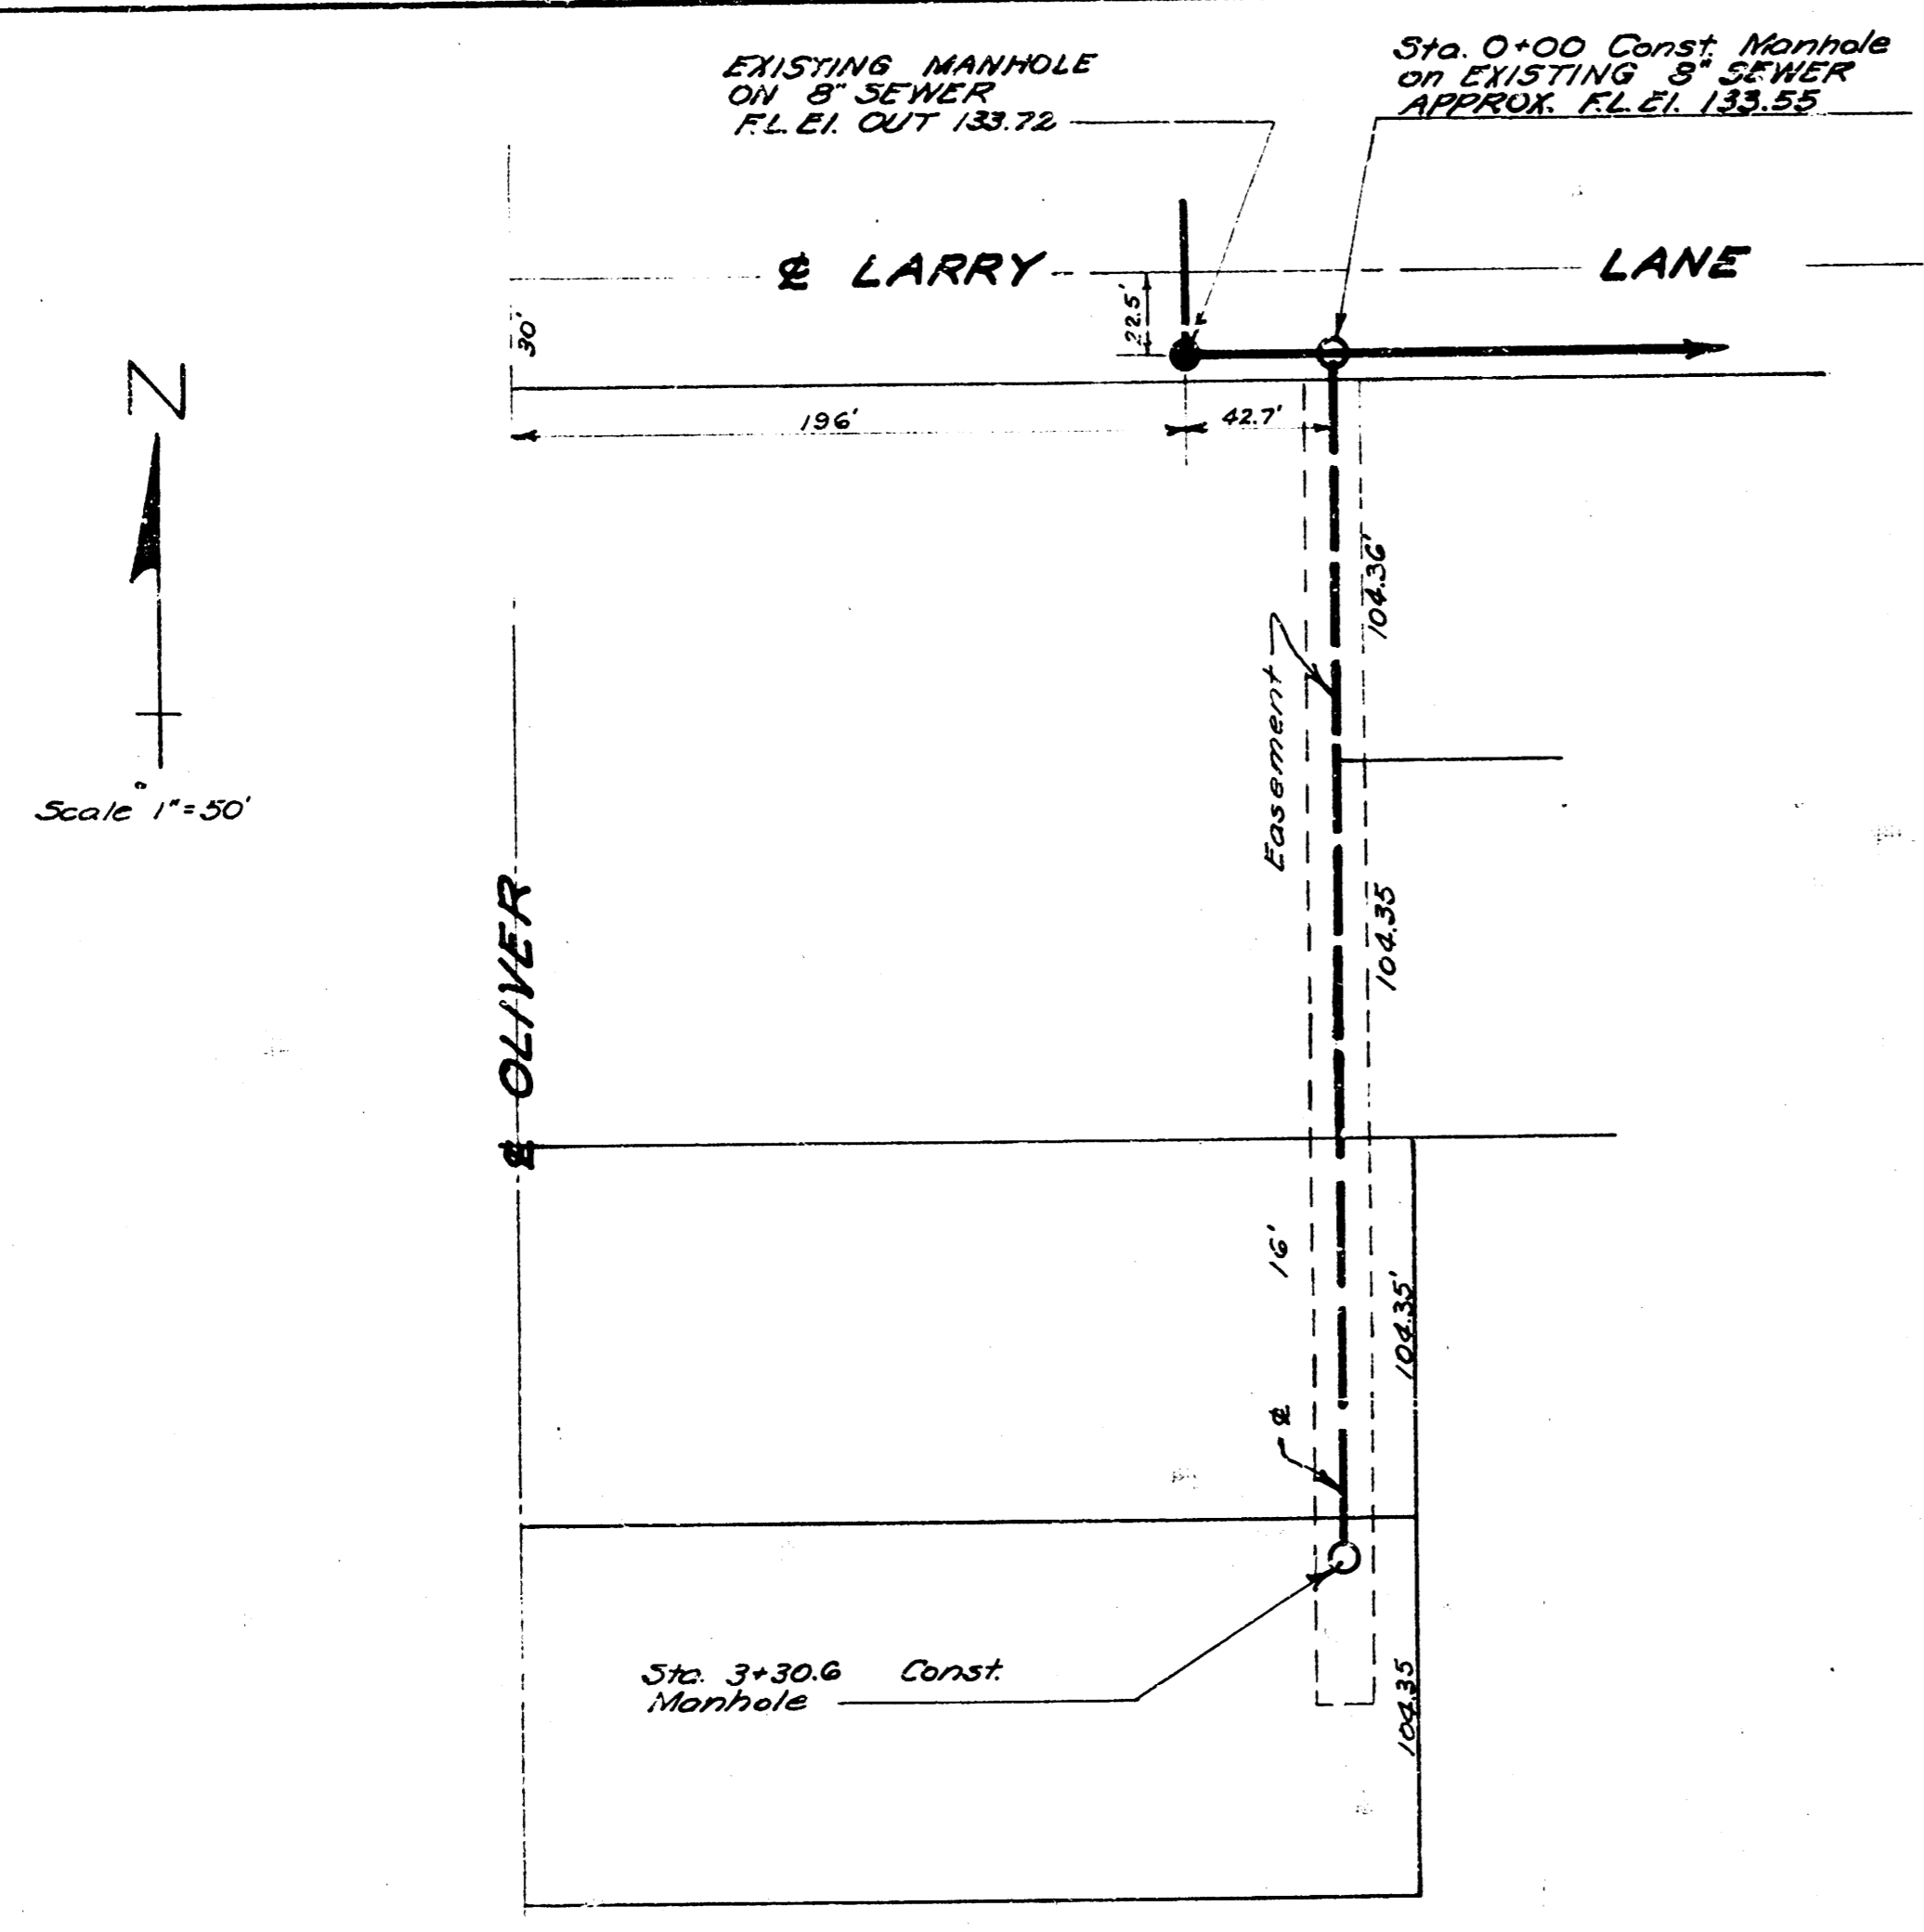 EXISTING MANHOLE
ON 8" SEWER
F.L. El. OUT 133.72
Sta. 0+00 Const. Manhole
on EXISTING 8" SEWER
APPROX. F.L. El. 133.55
℄ LARRY LANE
22.5'
30'
196'
42.7'
N
Scale 1"=50'
104.36'
Easement
104.35
℄ OLIVER
16'
104.35'
℄
Sta. 3+30.6 Const.
Manhole
104.35